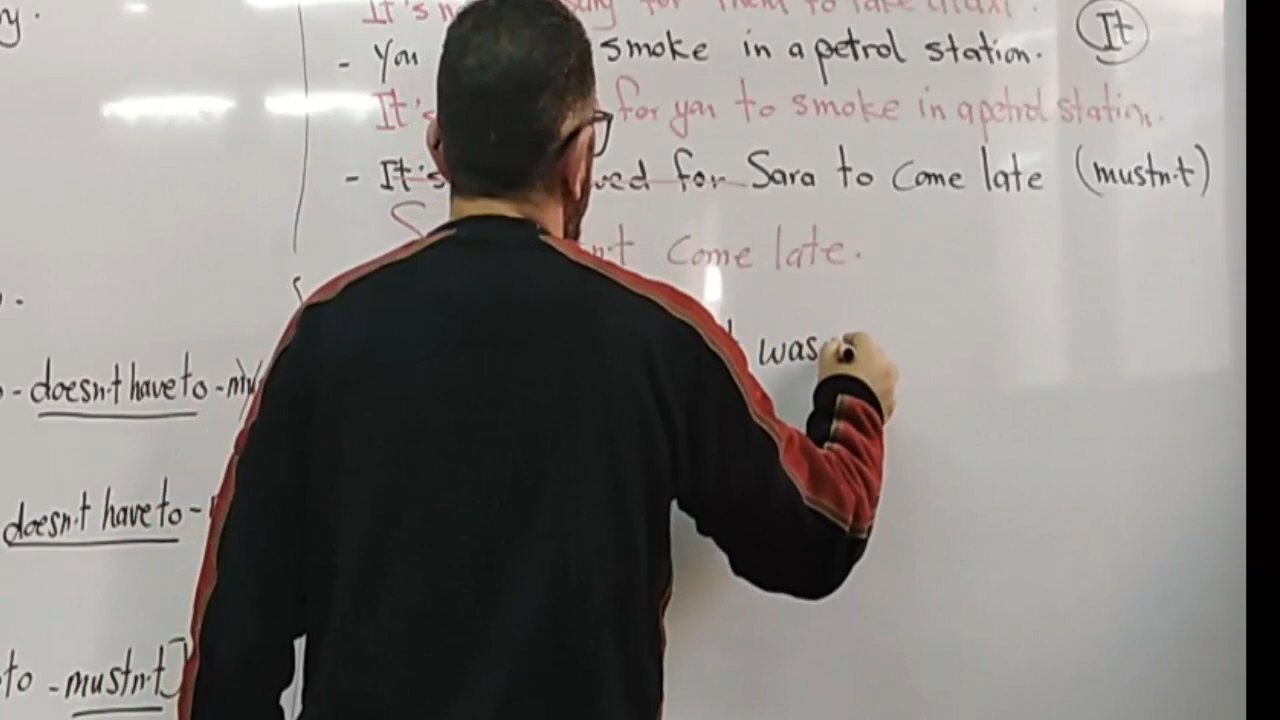 It's for them to take a taxi.
- You smoke in a petrol station. It
It's for you to smoke in a petrol station.
- It's for Sara to come late (mustn't)
come late.
was
- doesn't have to -
doesn't have to -
to - mustn't]